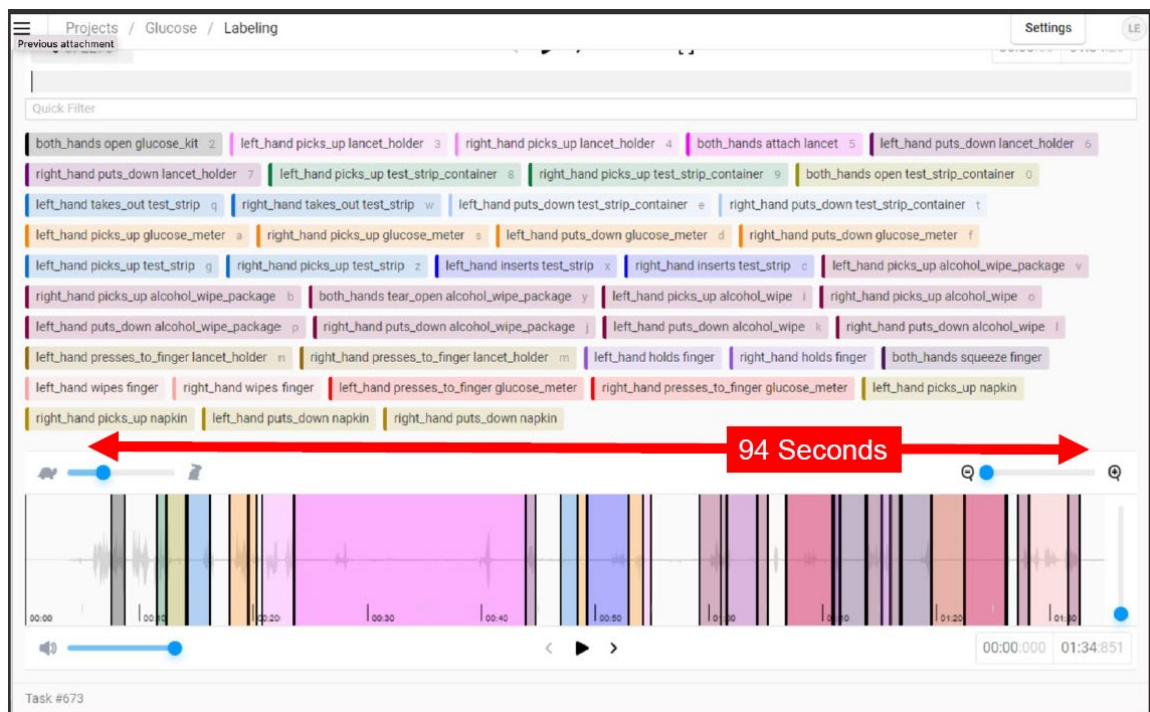 Projects / Glucose / Labeling
Settings
LE
Previous attachment
Quick Filter
both_hands open glucose_kit 2 left_hand picks_up lancet_holder 3 right_hand picks_up lancet_holder 4 both_hands attach lancet 5 left_hand puts_down lancet_holder 6
right_hand puts_down lancet_holder 7 left_hand picks_up test_strip_container 8 right_hand picks_up test_strip_container 9 both_hands open test_strip_container 0
left_hand takes_out test_strip q right_hand takes_out test_strip w left_hand puts_down test_strip_container e right_hand puts_down test_strip_container t
left_hand picks_up glucose_meter a right_hand picks_up glucose_meter s left_hand puts_down glucose_meter d right_hand puts_down glucose_meter f
left_hand picks_up test_strip g right_hand picks_up test_strip z left_hand inserts test_strip x right_hand inserts test_strip c left_hand picks_up alcohol_wipe_package v
right_hand picks_up alcohol_wipe_package b both_hands tear_open alcohol_wipe_package y left_hand picks_up alcohol_wipe i right_hand picks_up alcohol_wipe o
left_hand puts_down alcohol_wipe_package p right_hand puts_down alcohol_wipe_package j left_hand puts_down alcohol_wipe k right_hand puts_down alcohol_wipe l
left_hand presses_to_finger lancet_holder n right_hand presses_to_finger lancet_holder m left_hand holds finger right_hand holds finger both_hands squeeze finger
left_hand wipes finger right_hand wipes finger left_hand presses_to_finger glucose_meter right_hand presses_to_finger glucose_meter left_hand picks_up napkin
right_hand picks_up napkin left_hand puts_down napkin right_hand puts_down napkin
94 Seconds
00:00 00:20 00:30 00:40 00:50 01:20
00:00:000 01:34:851
Task #673